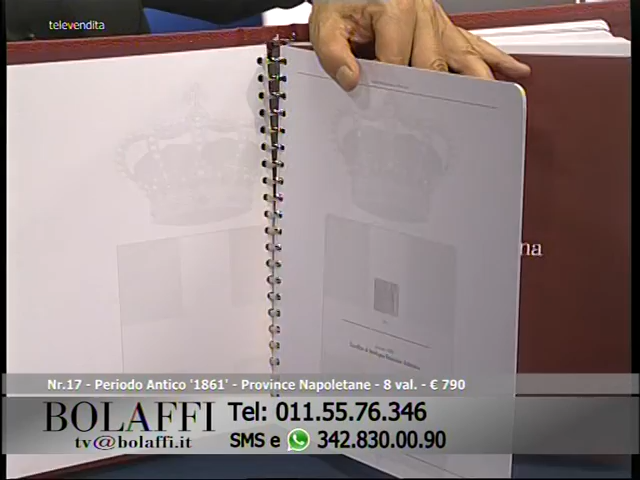 televendita
na
Nr.17 - Periodo Antico '1861' - Province Napoletane - 8 val. - € 790
BOLAFFI
Tel: 011.55.76.346
tv@bolaffi.it
SMS e 342.830.00.90